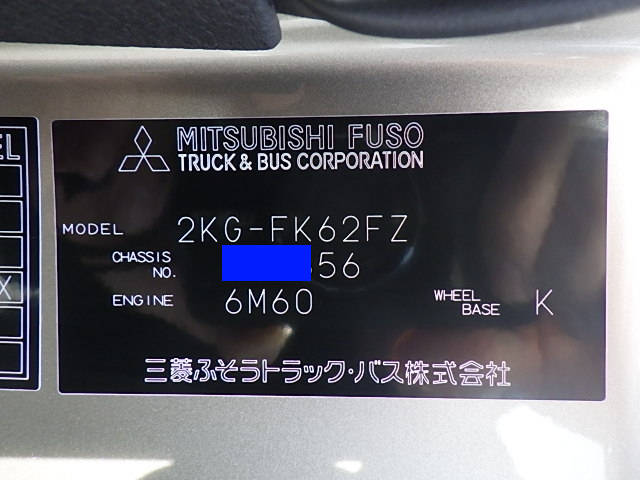 MITSUBISHI FUSO
TRUCK & BUS CORPORATION
MODEL 2KG-FK62FZ
CHASSIS NO. 56
ENGINE 6M60 WHEEL BASE K
三菱ふそうトラック・バス株式会社
EL
X